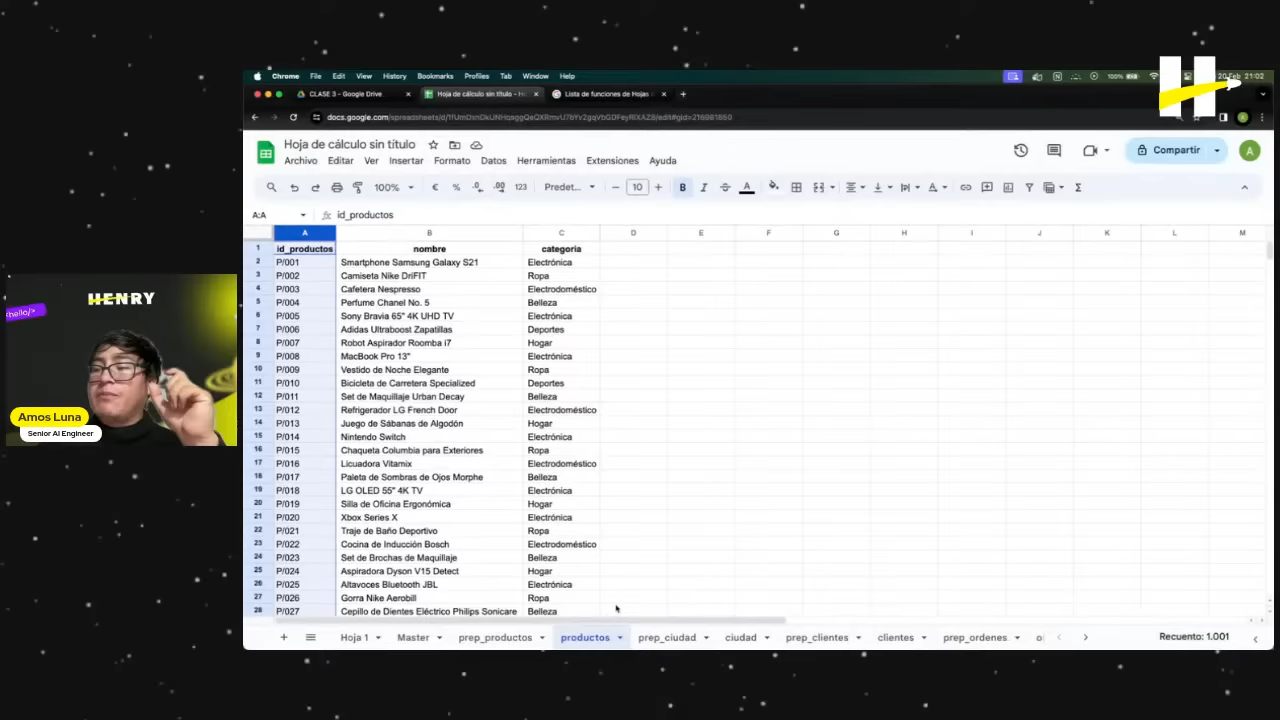 Chrome File Edit View History Bookmarks Profiles Tab Window Help
100% 20 Feb 21:02
CLASE 3 - Google Drive
Hoja de cálculo sin título - H
Lista de funciones de Hojas
Hoja de cálculo sin título
Archivo Editar Ver Insertar Formato Datos Herramientas Extensiones Ayuda
Compartir
A
100% € % .0 .00 123 Predet... 10 B I A Σ
A:A fx id_productos
A B C D E F G H I J K L M
1 id_productos nombre categoria
2 P/001 Smartphone Samsung Galaxy S21 Electrónica
3 P/002 Camiseta Nike DriFIT Ropa
4 P/003 Cafetera Nespresso Electrodoméstico
5 P/004 Perfume Chanel No. 5 Belleza
6 P/005 Sony Bravia 65" 4K UHD TV Electrónica
7 P/006 Adidas Ultraboost Zapatillas Deportes
8 P/007 Robot Aspirador Roomba i7 Hogar
9 P/008 MacBook Pro 13" Electrónica
10 P/009 Vestido de Noche Elegante Ropa
11 P/010 Bicicleta de Carretera Specialized Deportes
12 P/011 Set de Maquillaje Urban Decay Belleza
13 P/012 Refrigerador LG French Door Electrodoméstico
14 P/013 Juego de Sábanas de Algodón Hogar
15 P/014 Nintendo Switch Electrónica
16 P/015 Chaqueta Columbia para Exteriores Ropa
17 P/016 Licuadora Vitamix Electrodoméstico
18 P/017 Paleta de Sombras de Ojos Morphe Belleza
19 P/018 LG OLED 55" 4K TV Electrónica
20 P/019 Silla de Oficina Ergonómica Hogar
21 P/020 Xbox Series X Electrónica
22 P/021 Traje de Baño Deportivo Ropa
23 P/022 Cocina de Inducción Bosch Electrodoméstico
24 P/023 Set de Brochas de Maquillaje Belleza
25 P/024 Aspiradora Dyson V15 Detect Hogar
26 P/025 Altavoces Bluetooth JBL Electrónica
27 P/026 Gorra Nike Aerobill Ropa
28 P/027 Cepillo de Dientes Eléctrico Philips Sonicare Belleza
Hoja 1 Master prep_productos productos prep_ciudad ciudad prep_clientes clientes prep_ordenes o
Recuento: 1.001
HENRY
hello/>
Amos Luna
Senior AI Engineer
H